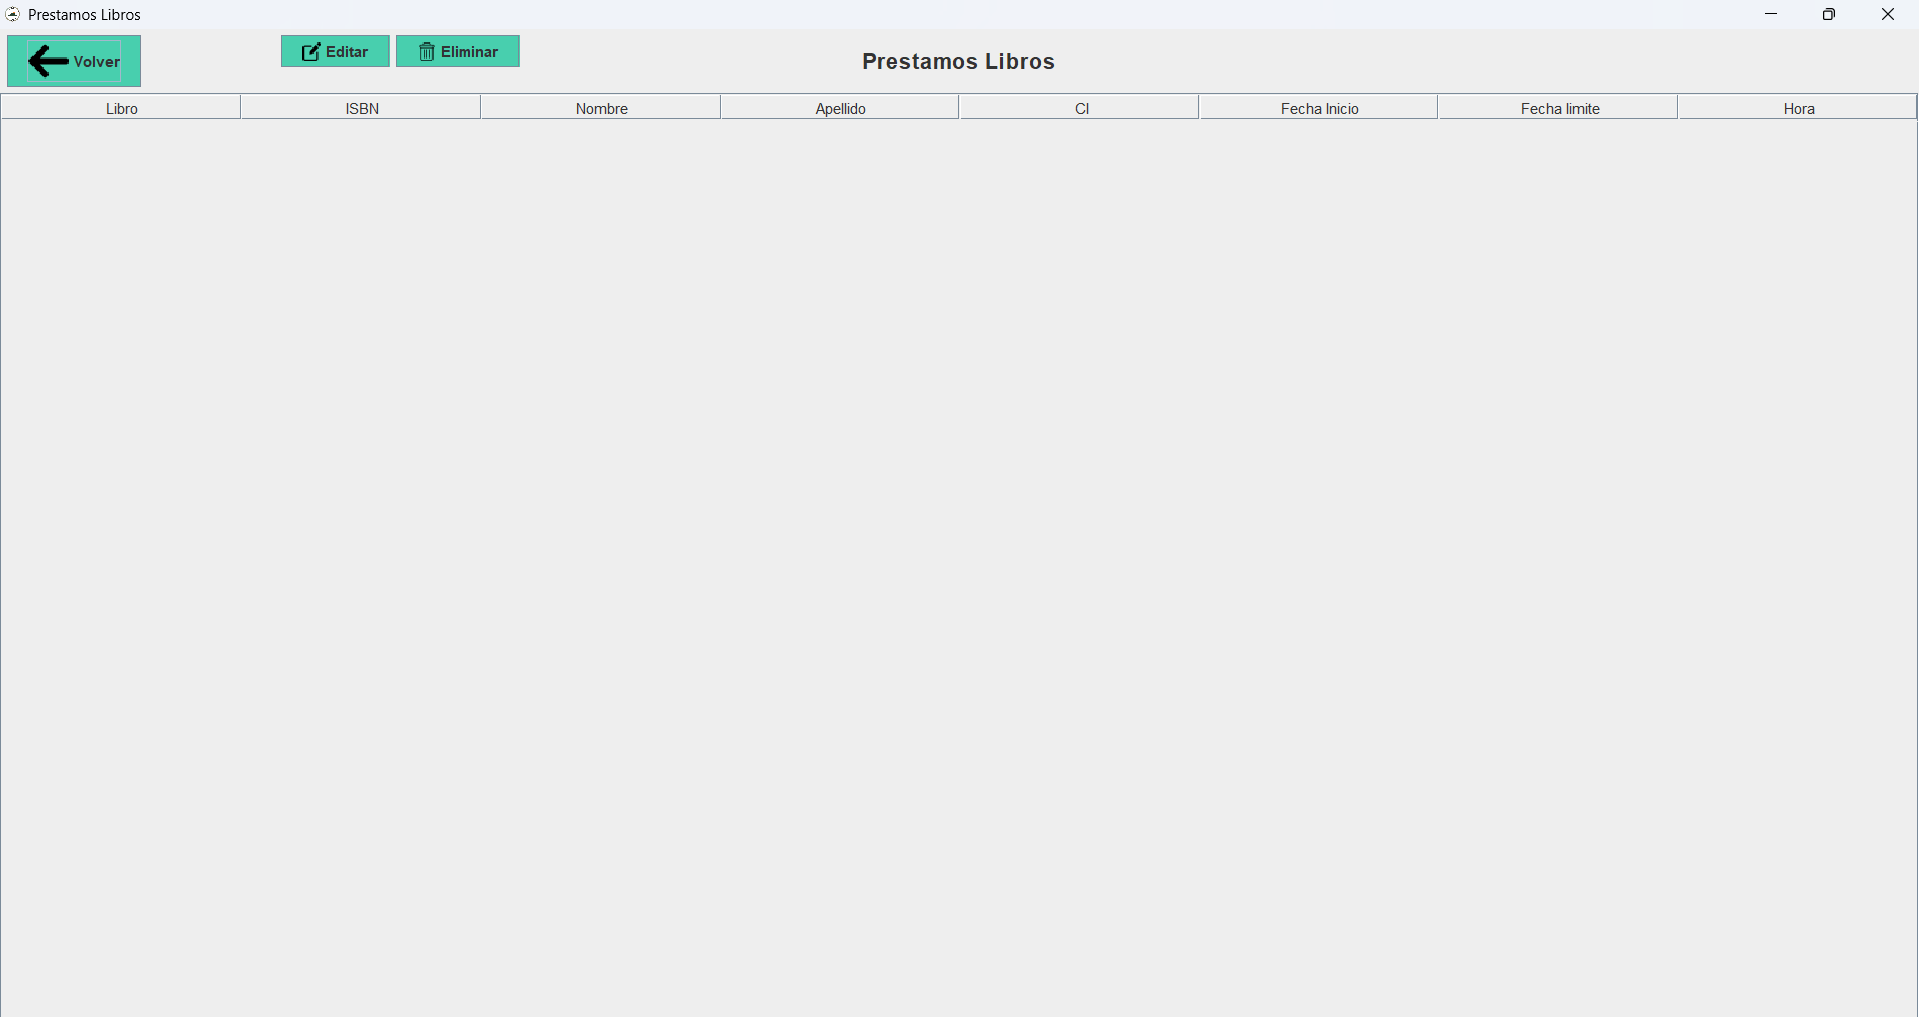 Prestamos Libros
Volver
Editar
Eliminar
Prestamos Libros
Libro ISBN Nombre Apellido CI Fecha Inicio Fecha limite Hora